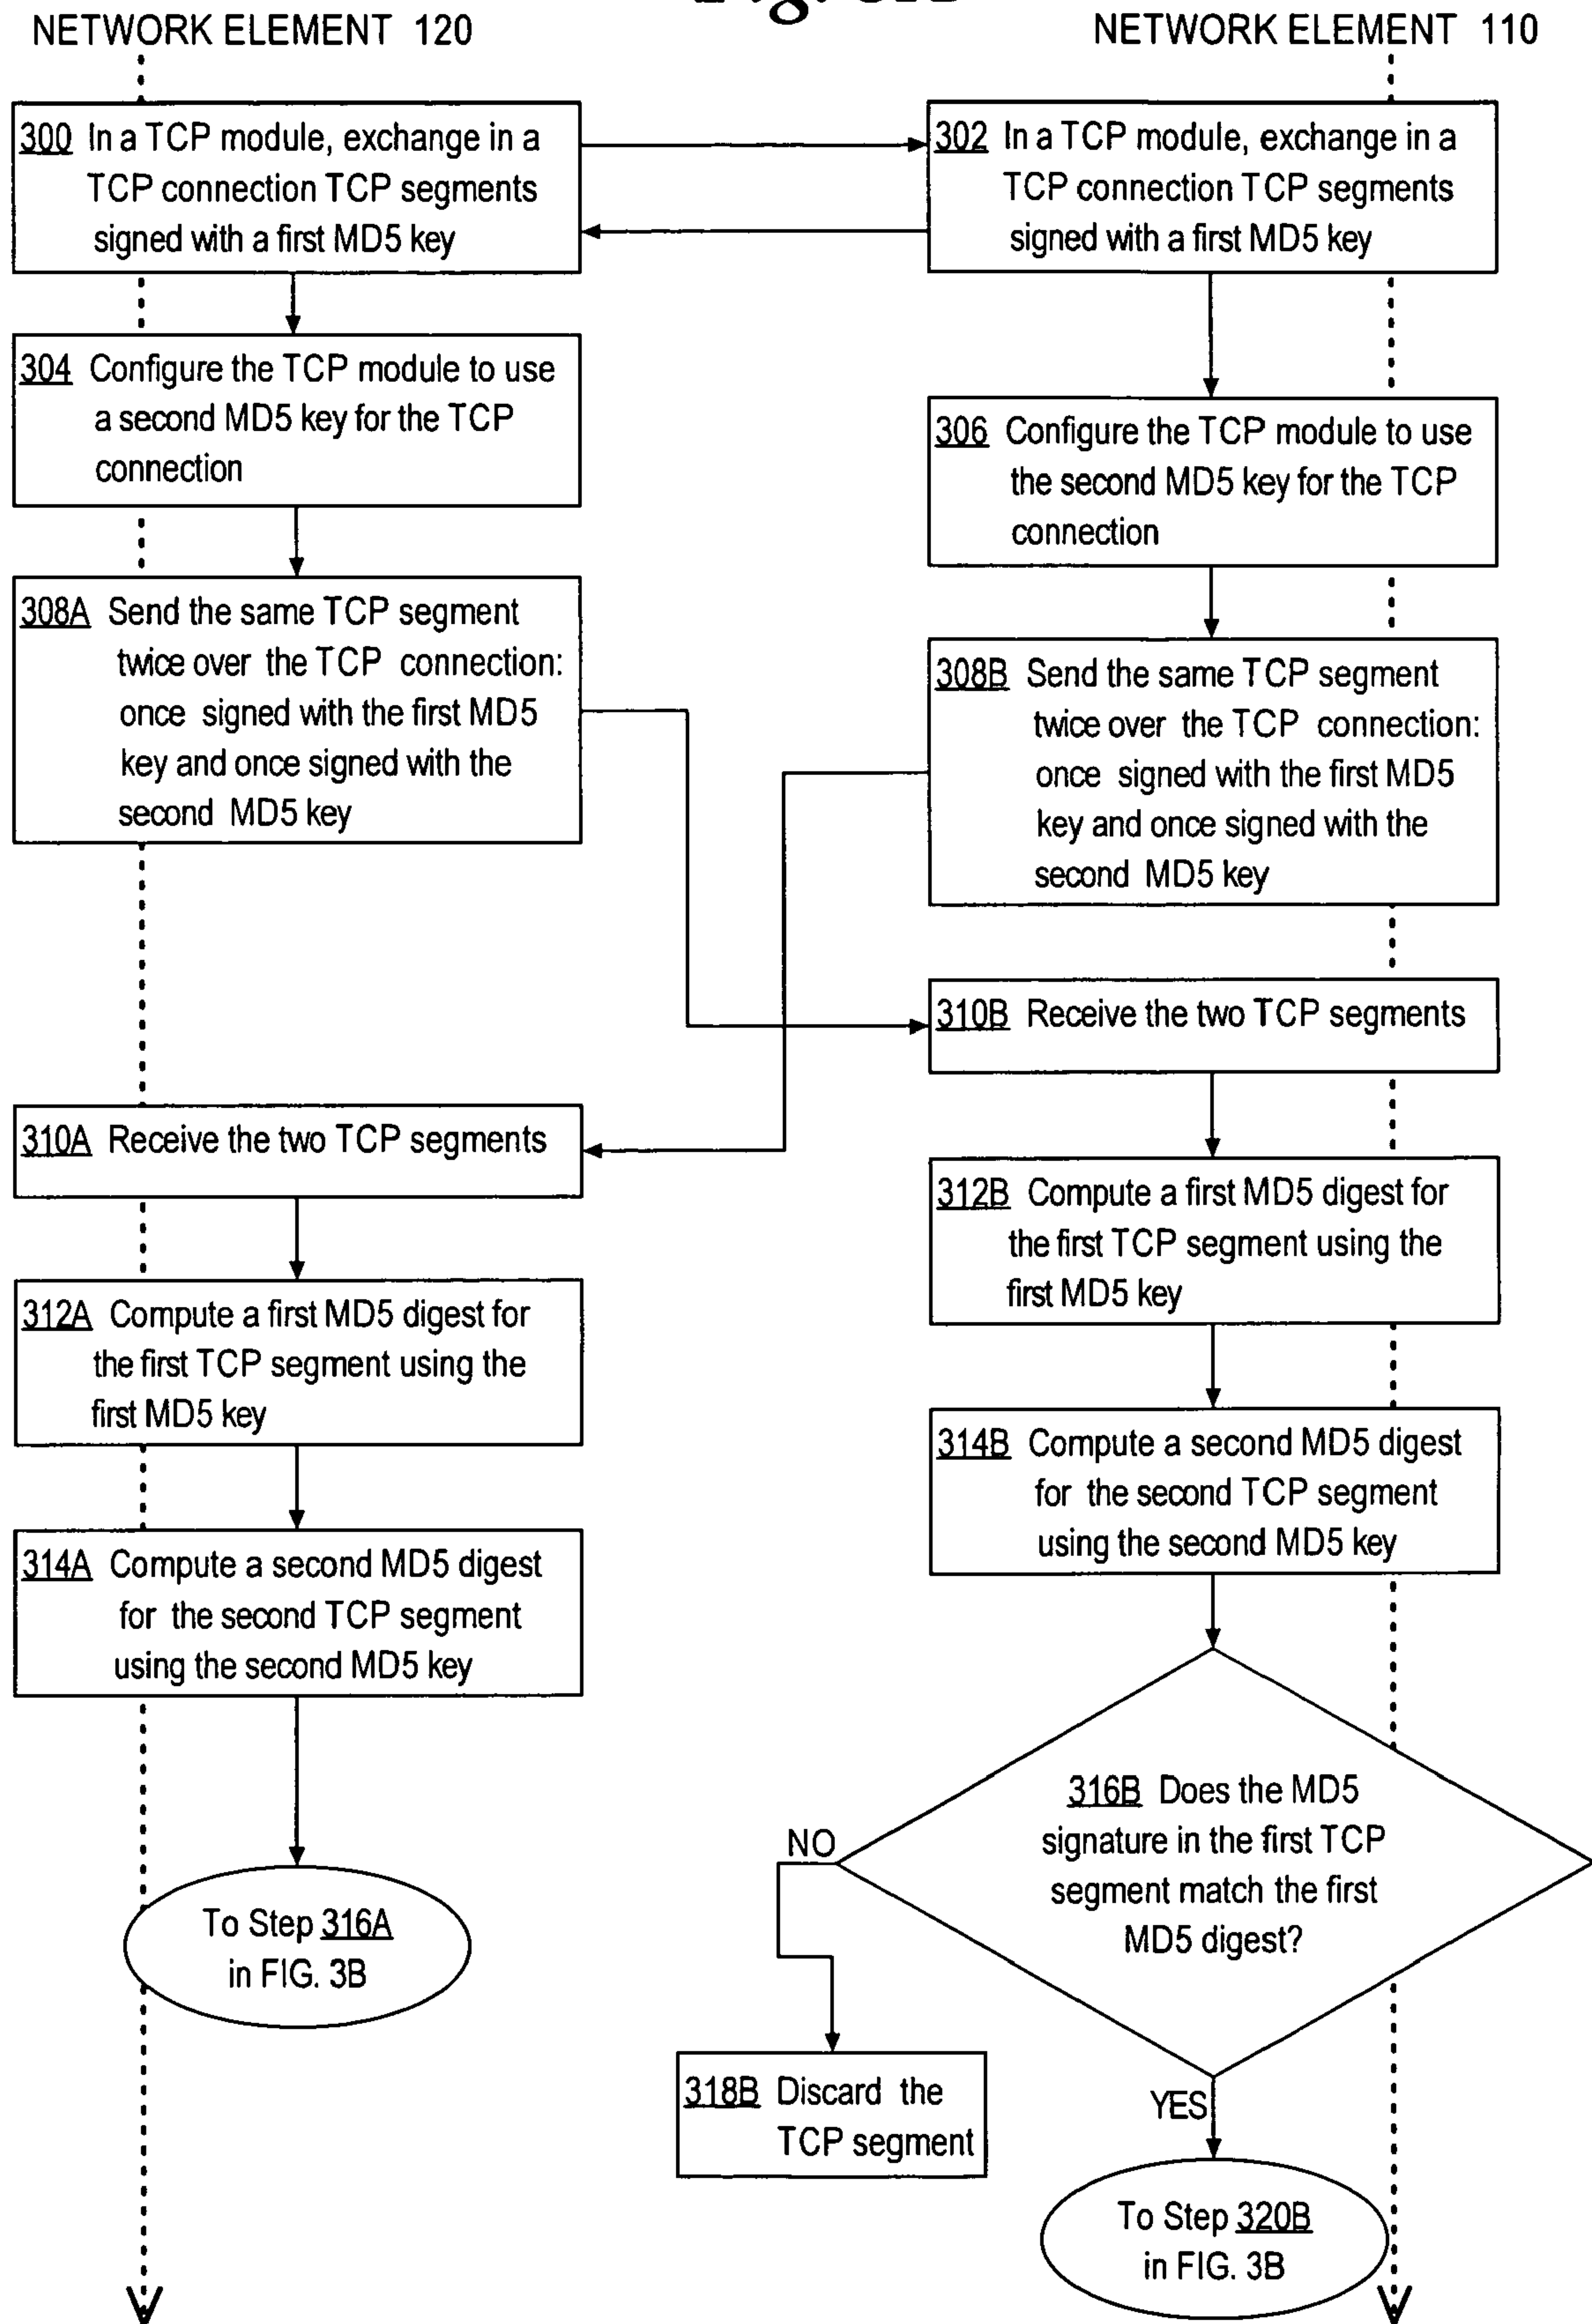 NETWORK ELEMENT 120
NETWORK ELEMENT 110
300 In a TCP module, exchange in a
TCP connection TCP segments
signed with a first MD5 key
302 In a TCP module, exchange in a
TCP connection TCP segments
signed with a first MD5 key
304 Configure the TCP module to use
a second MD5 key for the TCP
connection
306 Configure the TCP module to use
the second MD5 key for the TCP
connection
308A Send the same TCP segment
twice over the TCP connection:
once signed with the first MD5
key and once signed with the
second MD5 key
308B Send the same TCP segment
twice over the TCP connection:
once signed with the first MD5
key and once signed with the
second MD5 key
310B Receive the two TCP segments
310A Receive the two TCP segments
312B Compute a first MD5 digest for
the first TCP segment using the
first MD5 key
312A Compute a first MD5 digest for
the first TCP segment using the
first MD5 key
314B Compute a second MD5 digest
for the second TCP segment
using the second MD5 key
314A Compute a second MD5 digest
for the second TCP segment
using the second MD5 key
316B Does the MD5
signature in the first TCP
segment match the first
MD5 digest?
NO
To Step 316A
in FIG. 3B
318B Discard the
TCP segment
YES
To Step 320B
in FIG. 3B